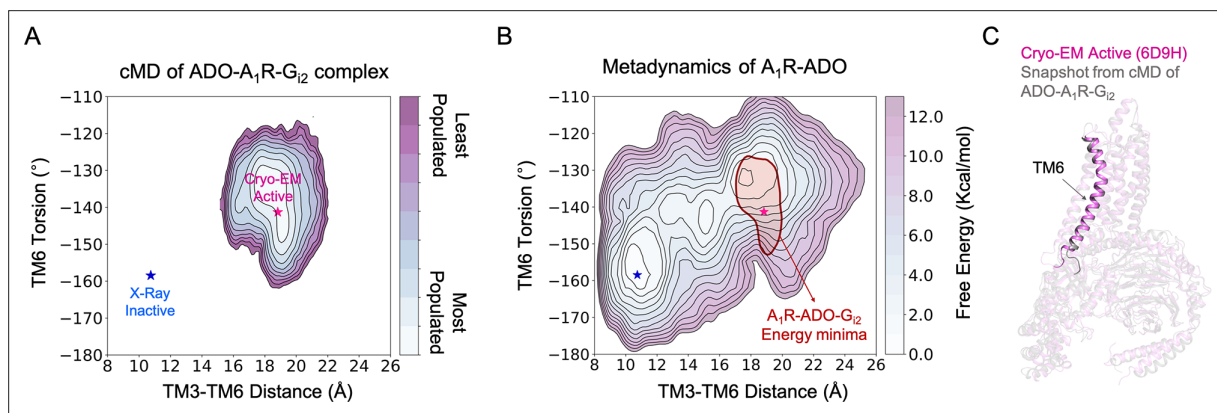 A
cMD of ADO-A₁R-Gᵢ₂ complex
−110
−120
−130
−140
−150
−160
−170
−180
TM6 Torsion (°)
Cryo-EM
Active
X-Ray
Inactive
8 10 12 14 16 18 20 22 24 26
TM3-TM6 Distance (Å)
Least
Populated
Most
Populated
B
Metadynamics of A₁R-ADO
−110
−120
−130
−140
−150
−160
−170
−180
TM6 Torsion (°)
A₁R-ADO-Gᵢ₂
Energy minima
8 10 12 14 16 18 20 22 24 26
TM3-TM6 Distance (Å)
12.0
10.0
8.0
6.0
4.0
2.0
0.0
Free Energy (Kcal/mol)
C
Cryo-EM Active (6D9H)
Snapshot from cMD of
ADO-A₁R-Gᵢ₂
TM6